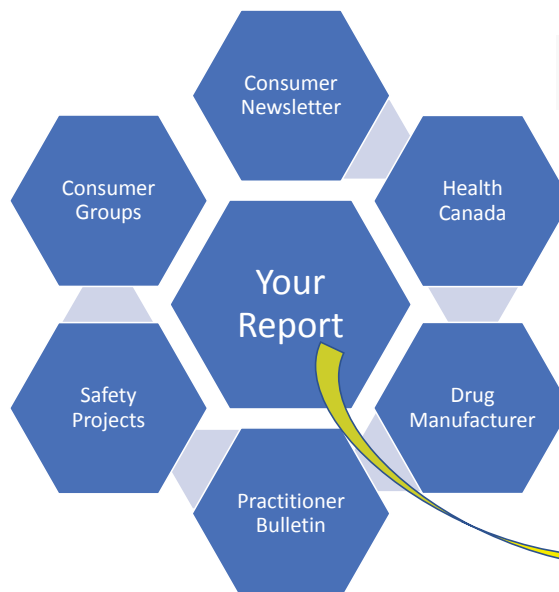 Consumer
Newsletter
Consumer
Groups
Health
Canada
Your
Report
Safety
Projects
Drug
Manufacturer
Practitioner
Bulletin